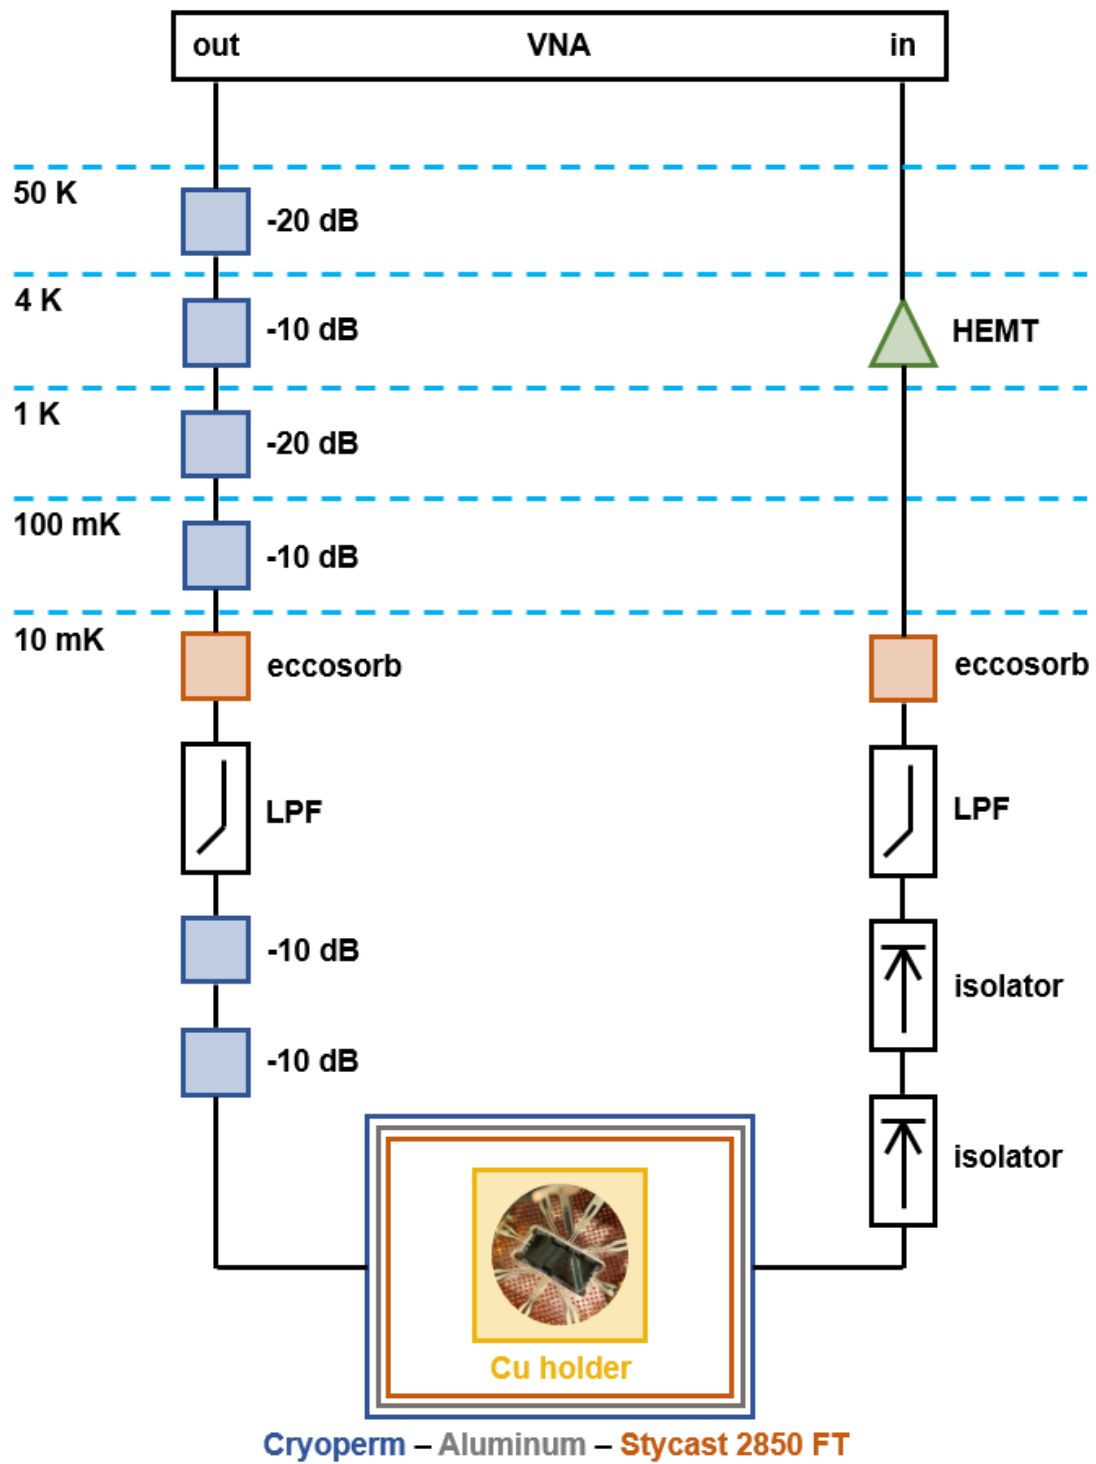 out VNA in
50 K
-20 dB
4 K
-10 dB HEMT
1 K
-20 dB
100 mK
-10 dB
10 mK
eccosorb eccosorb
LPF LPF
-10 dB isolator
-10 dB isolator
Cu holder
Cryoperm – Aluminum – Stycast 2850 FT